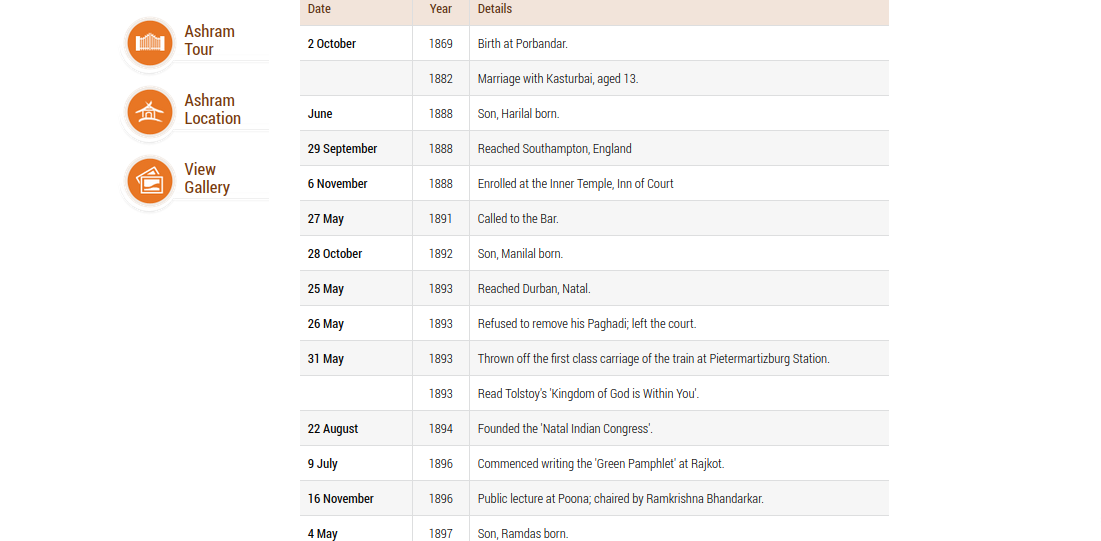 Ashram
Tour
Ashram
Location
View
Gallery
Date Year Details
2 October 1869 Birth at Porbandar.
1882 Marriage with Kasturbai, aged 13.
June 1888 Son, Harilal born.
29 September 1888 Reached Southampton, England
6 November 1888 Enrolled at the Inner Temple, Inn of Court
27 May 1891 Called to the Bar.
28 October 1892 Son, Manilal born.
25 May 1893 Reached Durban, Natal.
26 May 1893 Refused to remove his Paghadi; left the court.
31 May 1893 Thrown off the first class carriage of the train at Pietermartizburg Station.
1893 Read Tolstoy's 'Kingdom of God is Within You'.
22 August 1894 Founded the 'Natal Indian Congress'.
9 July 1896 Commenced writing the 'Green Pamphlet' at Rajkot.
16 November 1896 Public lecture at Poona; chaired by Ramkrishna Bhandarkar.
4 May 1897 Son, Ramdas born.